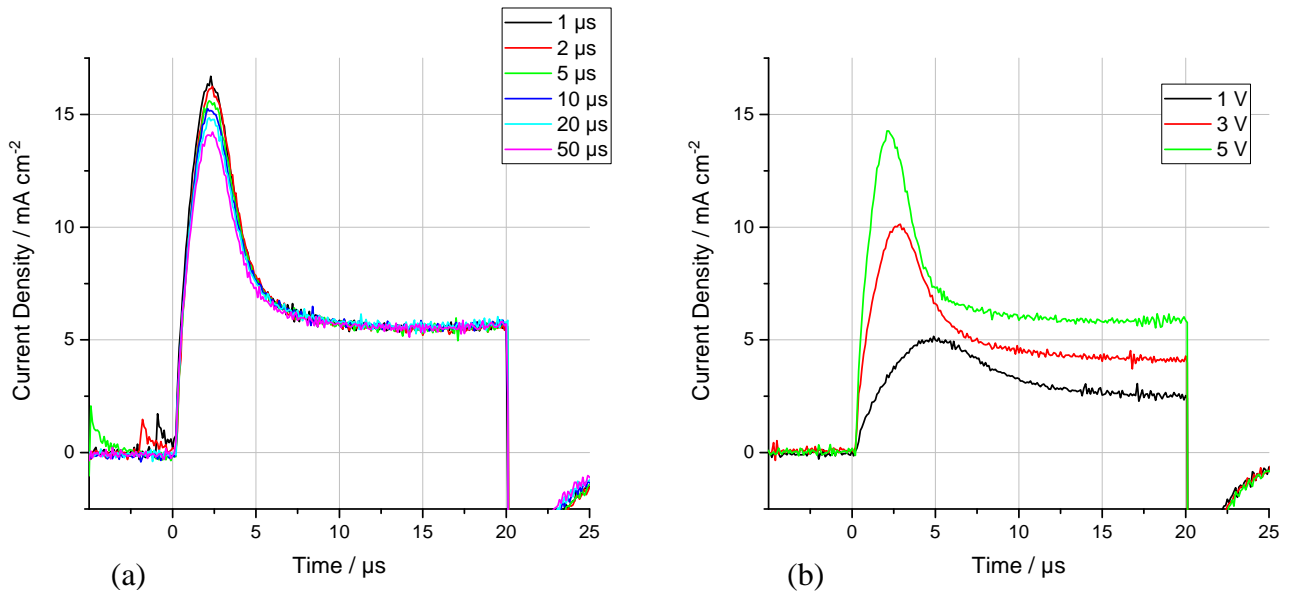 1 µs
2 µs
5 µs
10 µs
20 µs
50 µs
15
10
5
0
Current Density / mA cm⁻²
0 5 10 15 20 25
Time / µs
(a)
1 V
3 V
5 V
15
10
5
0
Current Density / mA cm⁻²
0 5 10 15 20 25
Time / µs
(b)